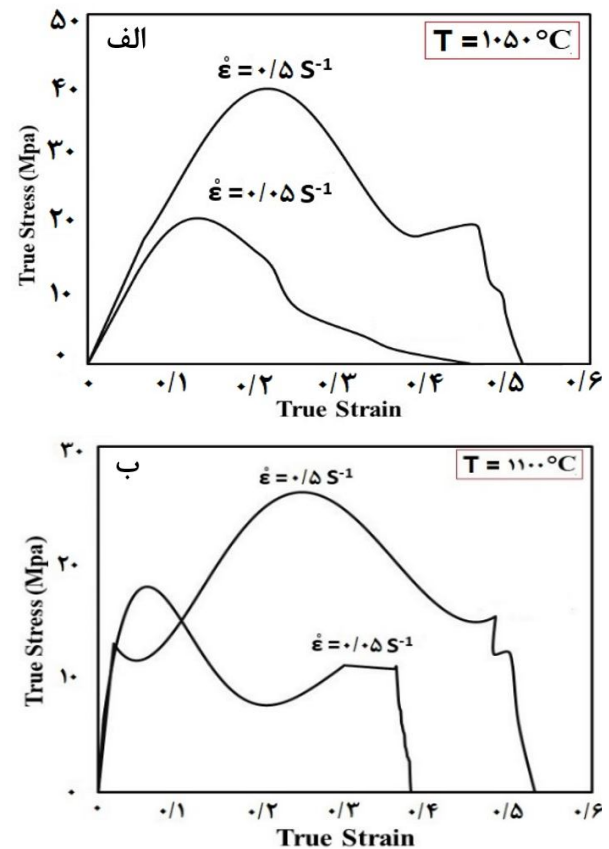 الف
T = ۱۰۵۰ °C
ε̊ = ۰/۵ S⁻¹
ε̊ = ۰/۰۵ S⁻¹
True Stress (Mpa)
۵۰
۴۰
۳۰
۲۰
۱۰
۰
۰ ۰/۱ ۰/۲ ۰/۳ ۰/۴ ۰/۵ ۰/۶
True Strain
ب
T = ۱۱۰۰ °C
ε̊ = ۰/۵ S⁻¹
ε̊ = ۰/۰۵ S⁻¹
True Stress (Mpa)
۳۰
۲۰
۱۰
۰
۰ ۰/۱ ۰/۲ ۰/۳ ۰/۴ ۰/۵ ۰/۶
True Strain